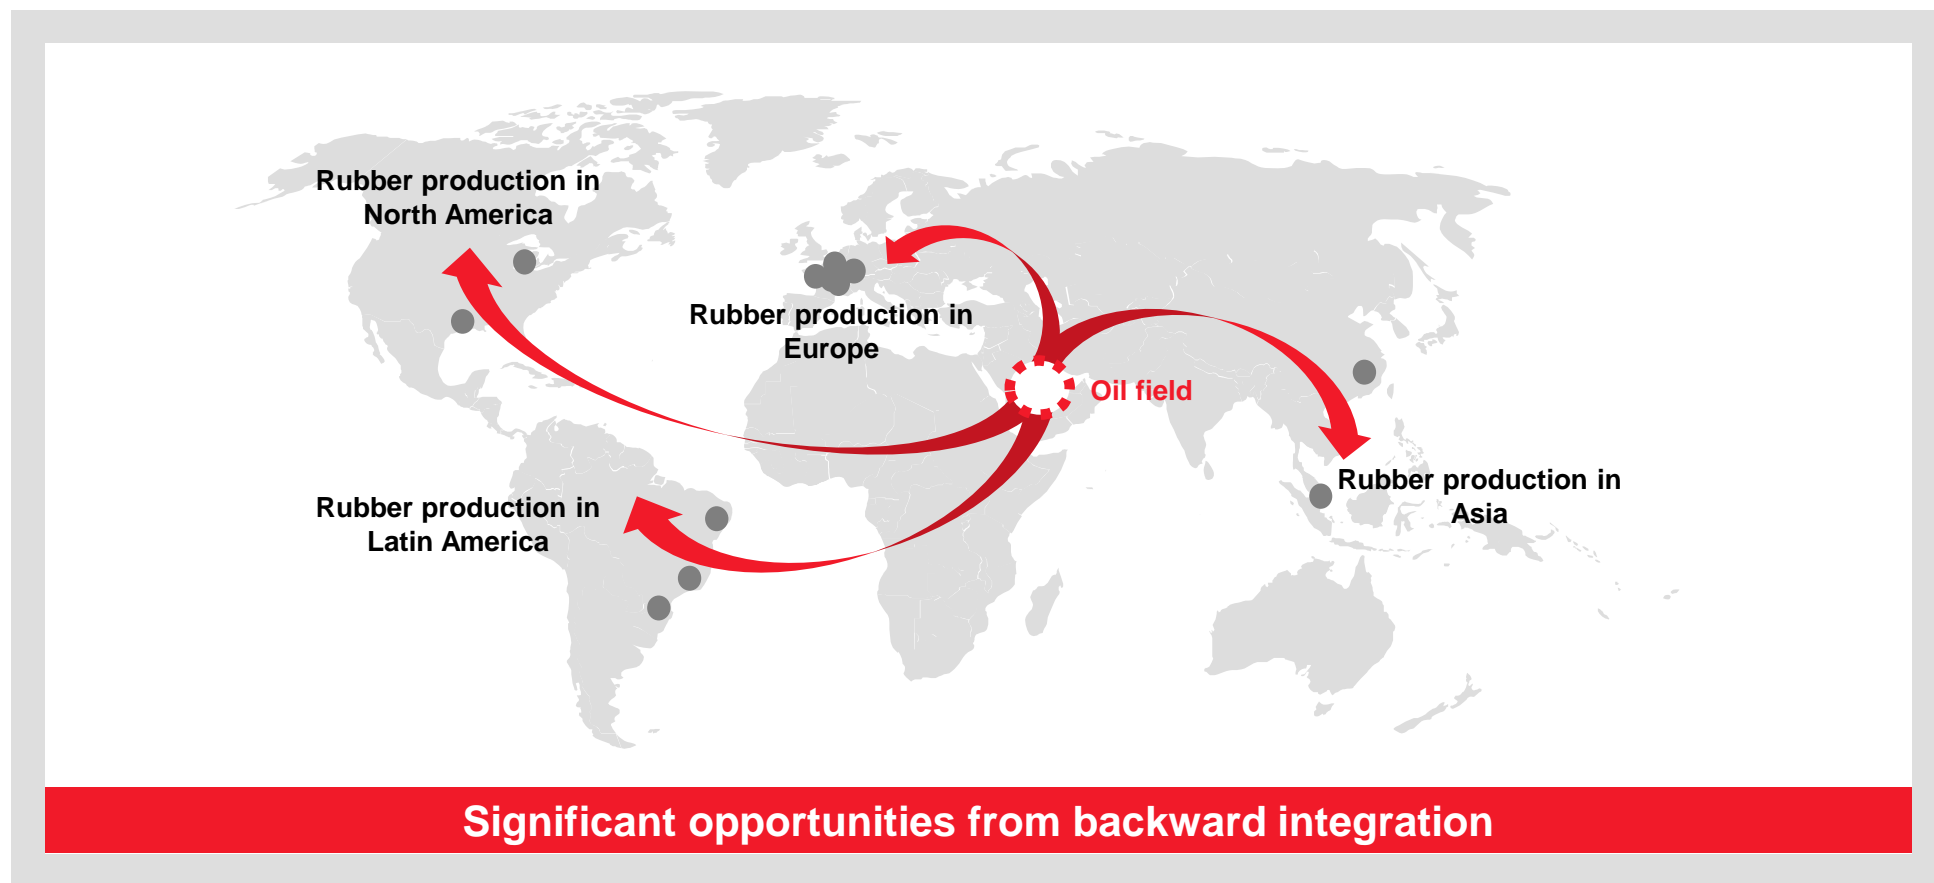 Rubber production in
North America
Rubber production in
Europe
Oil field
Rubber production in
Asia
Rubber production in
Latin America
Significant opportunities from backward integration